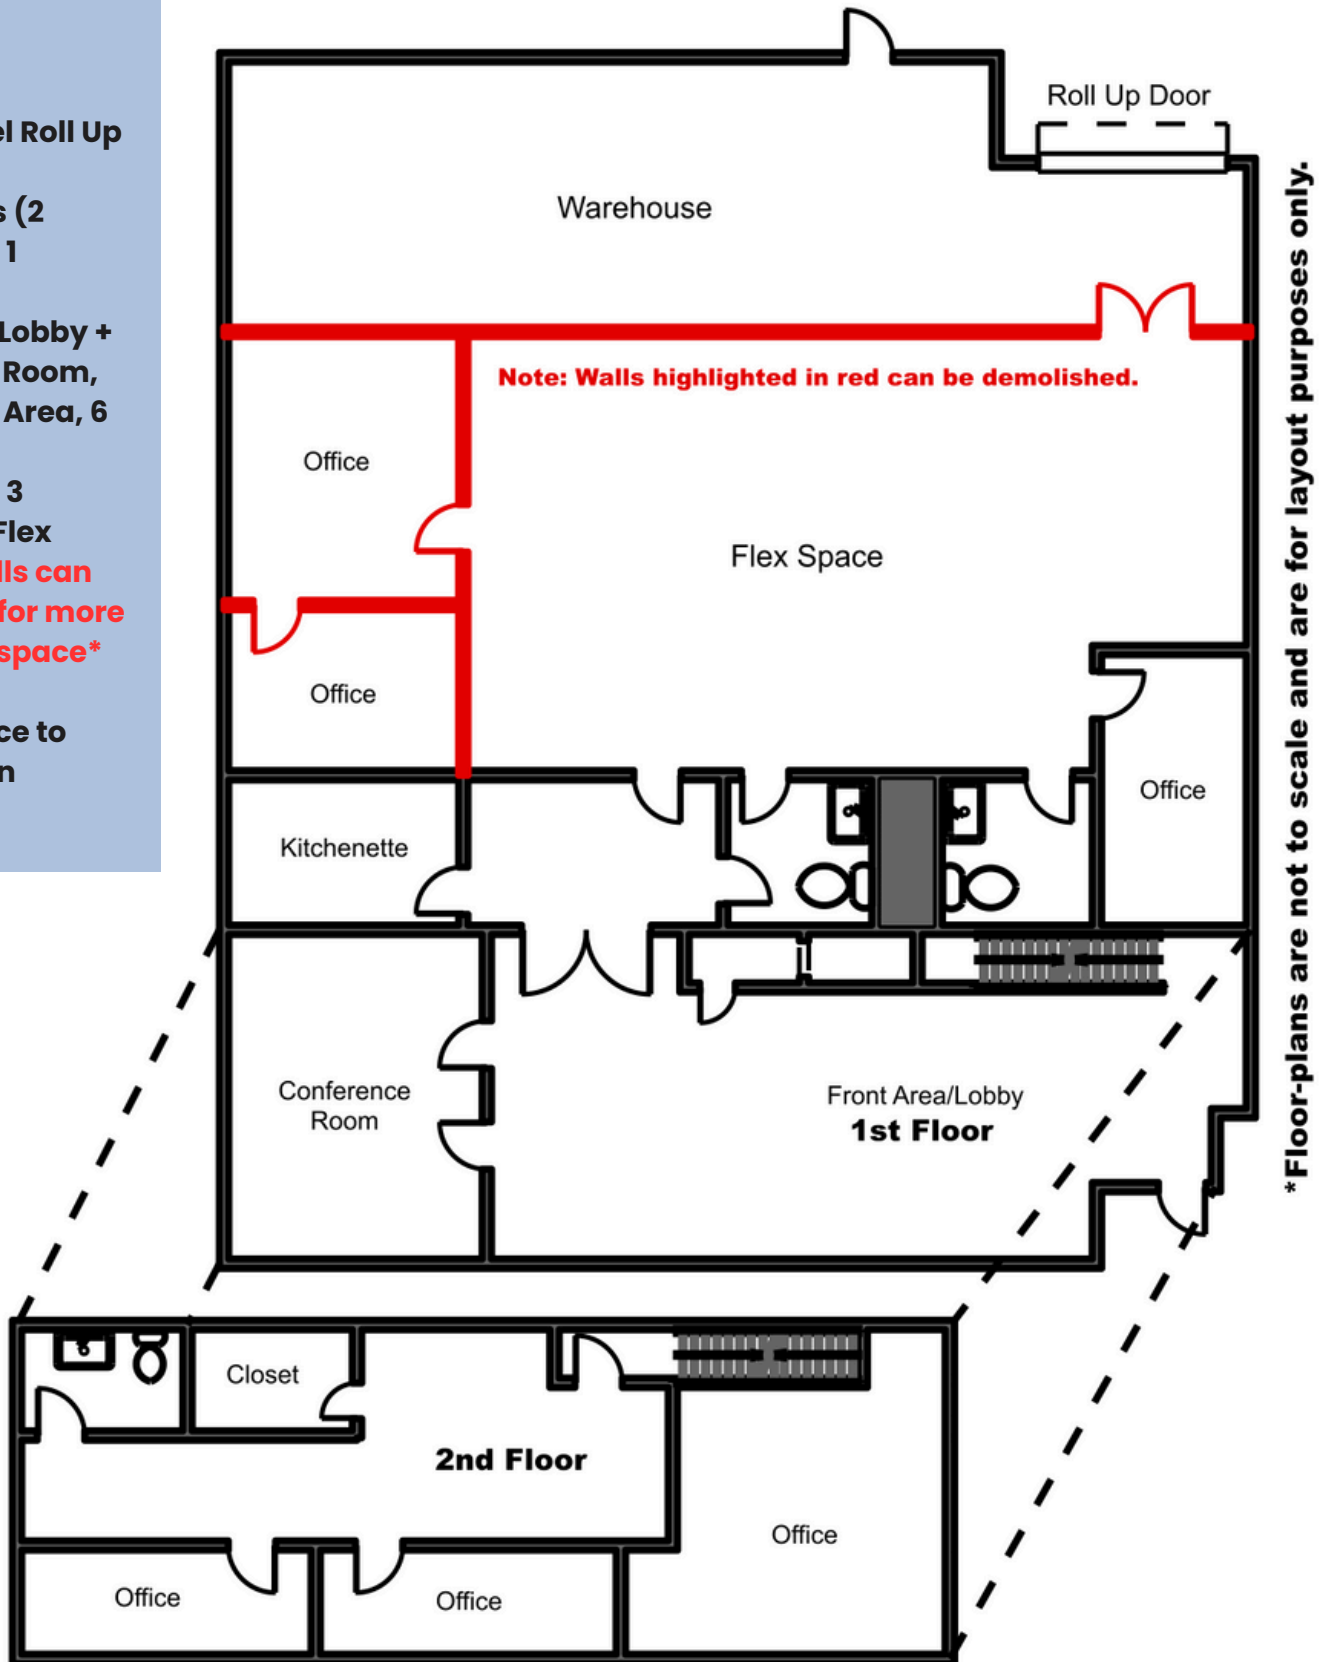 el Roll Up
s (2
1
Lobby +
Room,
Area, 6
3
Flex
lls can
for more
space*
ce to
n
Roll Up Door
Warehouse
Note: Walls highlighted in red can be demolished.
Office
Flex Space
Office
Office
Kitchenette
Conference
Room
Front Area/Lobby
1st Floor
*Floor-plans are not to scale and are for layout purposes only.
Closet
2nd Floor
Office
Office
Office